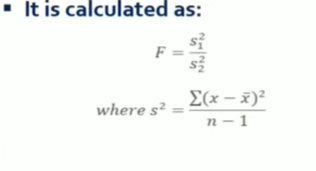 ▪ It is calculated as:
F = s₁² / s₂²
where s² = Σ(x − x̄)² / n − 1